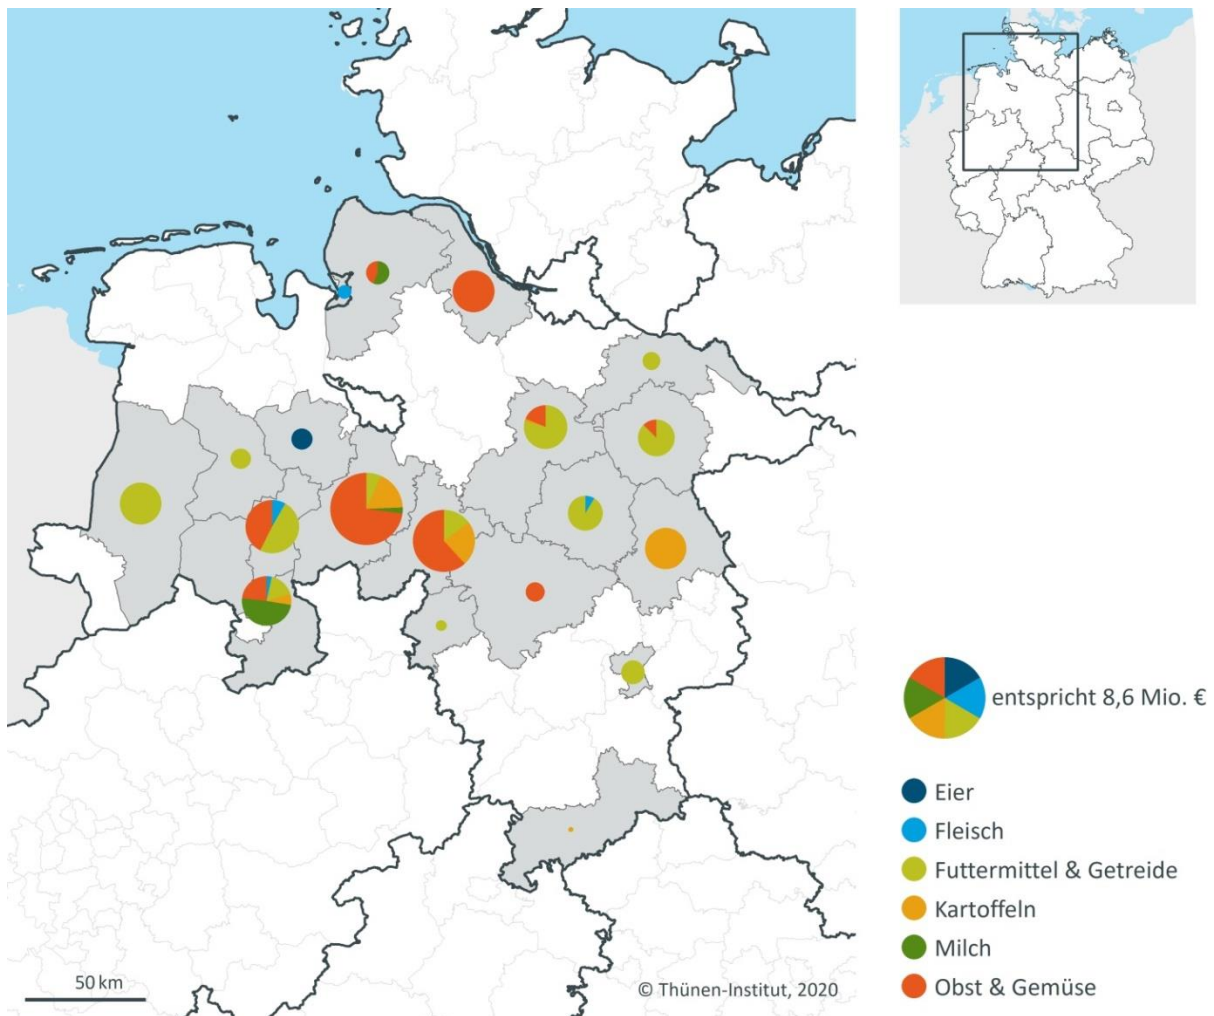 entspricht 8,6 Mio. €
Eier
Fleisch
Futtermittel & Getreide
Kartoffeln
Milch
Obst & Gemüse
50 km
© Thünen-Institut, 2020